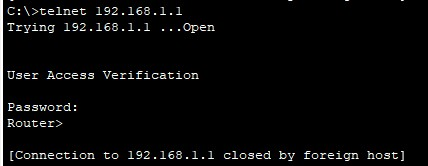 C:\>telnet 192.168.1.1
Trying 192.168.1.1 ...Open
User Access Verification
Password:
Router>
[Connection to 192.168.1.1 closed by foreign host]